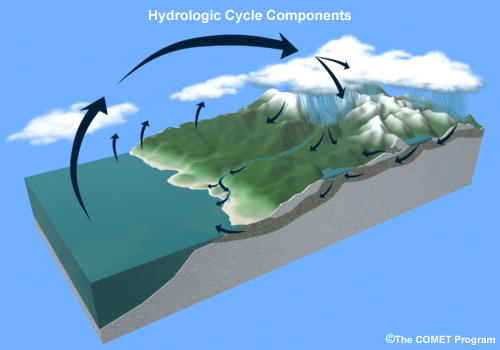 Hydrologic Cycle Components
©The COMET Program